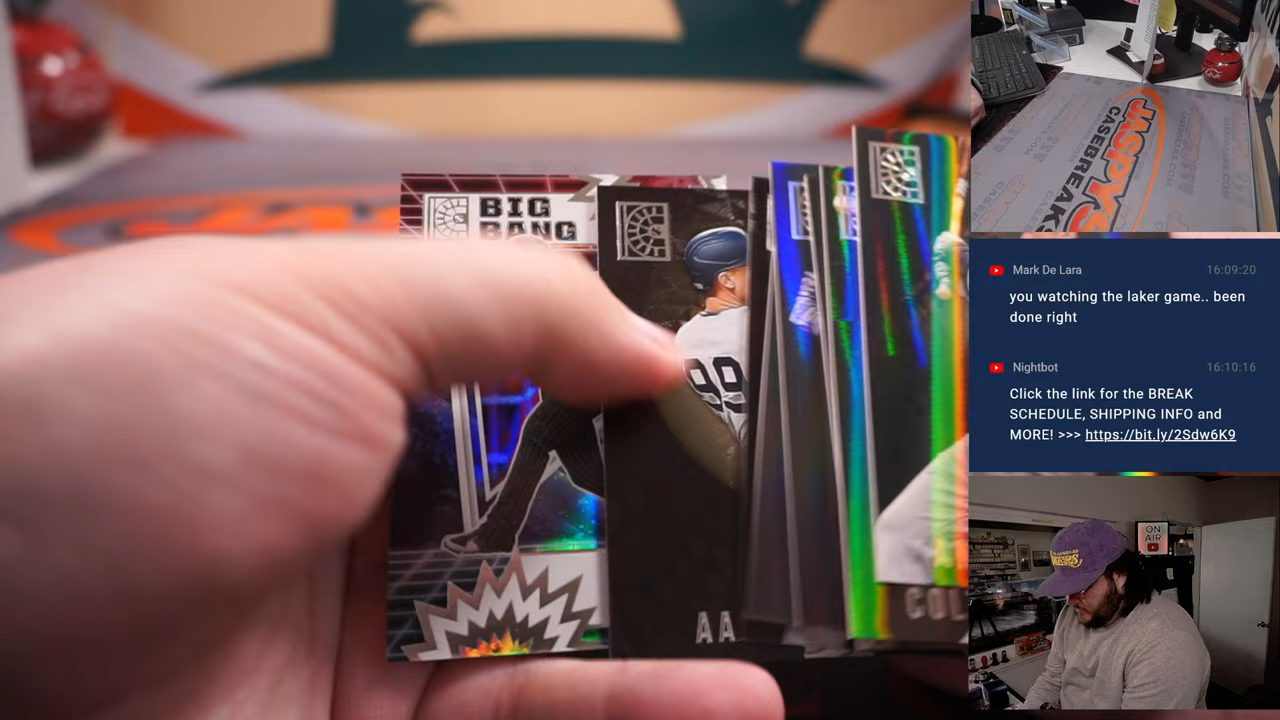 BIG
BANG
99
AA
COL
JASPY'S
CASEBREAKS
Mark De Lara 16:09:20
you watching the laker game.. been
done right
Nightbot 16:10:16
Click the link for the BREAK
SCHEDULE, SHIPPING INFO and
MORE! >>> https://bit.ly/2Sdw6K9
ON
AIR